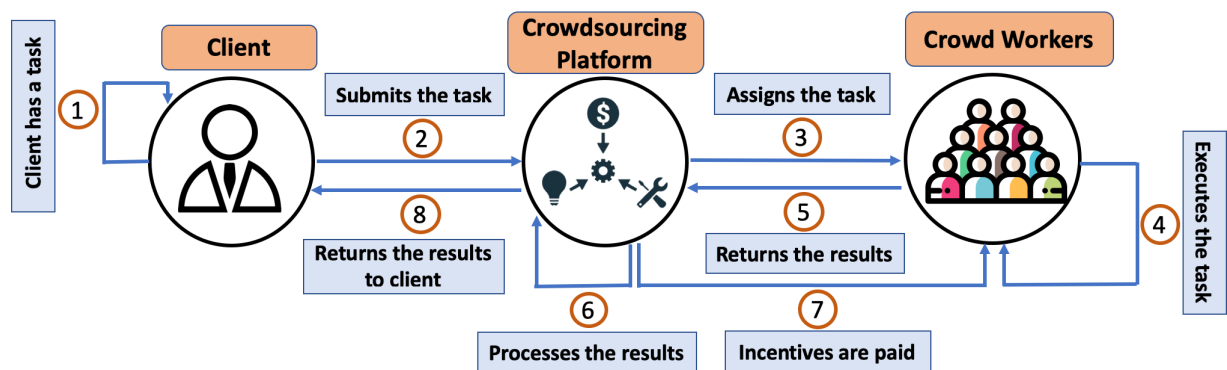 Client
Crowdsourcing
Platform
Crowd Workers
Client has a task
1
Submits the task
2
Assigns the task
3
$
Executes the task
4
8
Returns the results
to client
5
Returns the results
6
Processes the results
7
Incentives are paid